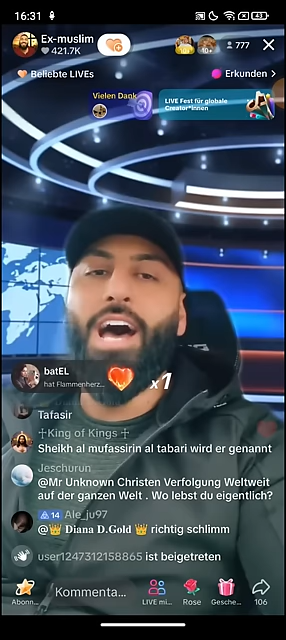 16:31
43
Ex-muslim
421.7K
10+
777
Beliebte LIVEs
Erkunden >
Vielen Dank
LIVE Fest für globale
Creator*innen
batEL
hat Flammenherz...
x1
Tafasir
♱King of Kings ♱
Sheikh al mufassirin al tabari wird er genannt
Jeschurun
@Mr Unknown Christen Verfolgung Weltweit
auf der ganzen Welt . Wo lebst du eigentlich?
14 Ale_ju97
@👑 𝐃𝐢𝐚𝐧𝐚 𝐃.𝐆𝐨𝐥𝐝 👑 richtig schlimm
user1247312158865 ist beigetreten
Abonn...
Kommenta...
LIVE mi...
Rose
Gesche...
106